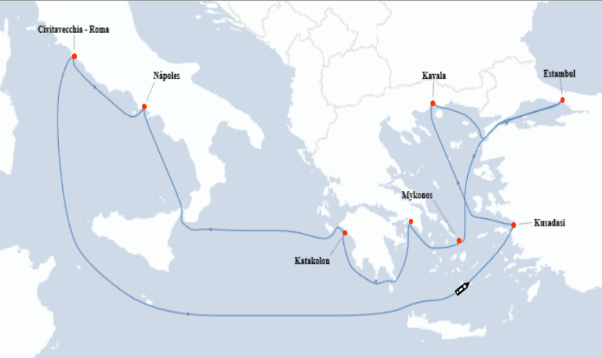 Civitavecchia - Roma
Nápoles
Kavala
Estambul
Mykonos
Kusadasi
Katakolon